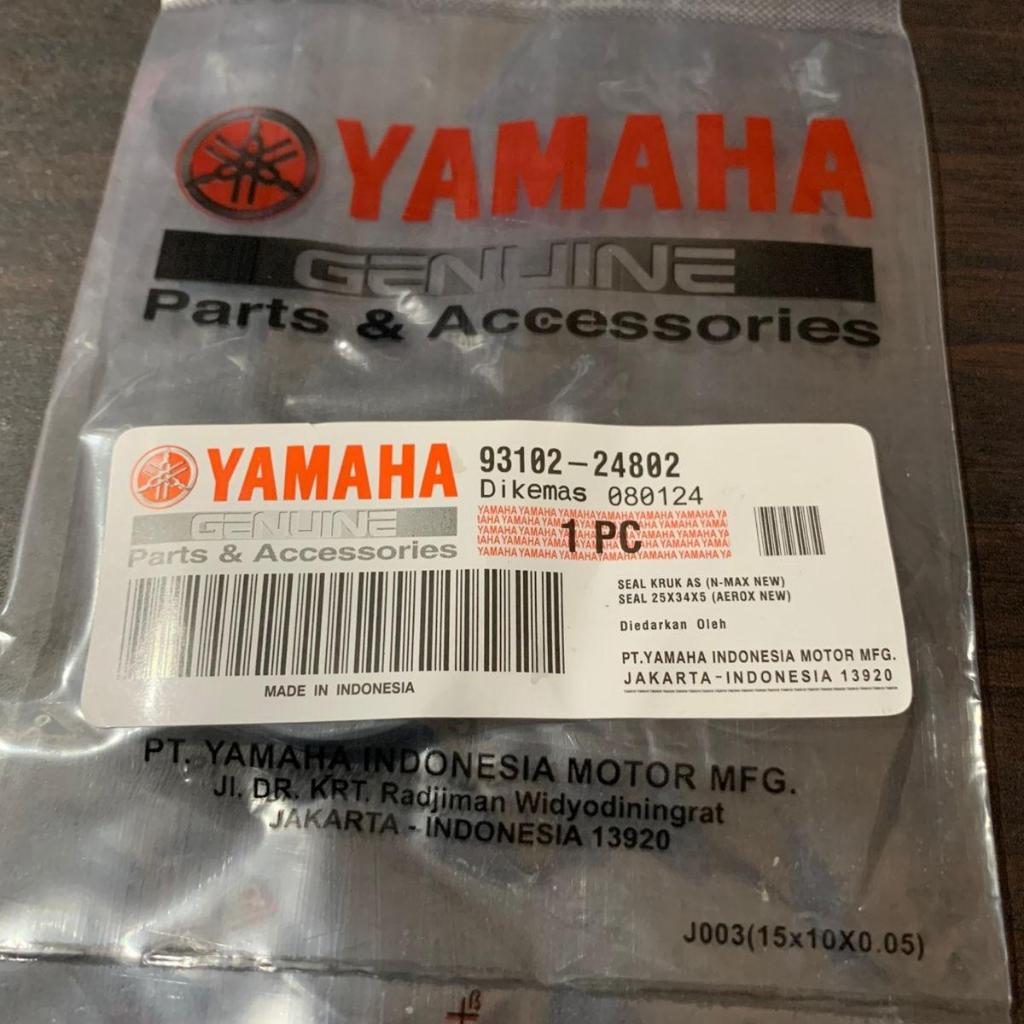 YAMAHA
GENUINE
Parts & Accessories
YAMAHA
GENUINE
Parts & Accessories
93102-24802
Dikemas 080124
1 PC
SEAL KRUK AS (N-MAX NEW)
SEAL 25X34X5 (AEROX NEW)
Diedarkan Oleh
PT.YAMAHA INDONESIA MOTOR MFG.
JAKARTA-INDONESIA 13920
MADE IN INDONESIA
PT. YAMAHA INDONESIA MOTOR MFG.
Jl. DR. KRT. Radjiman Widyodiningrat
JAKARTA - INDONESIA 13920
J003(15x10X0.05)